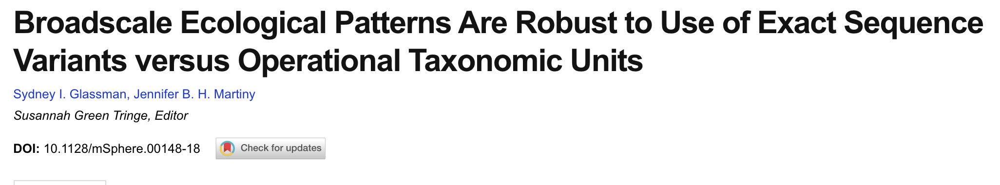 Broadscale Ecological Patterns Are Robust to Use of Exact Sequence
Variants versus Operational Taxonomic Units
Sydney I. Glassman, Jennifer B. H. Martiny
Susannah Green Tringe, Editor
DOI: 10.1128/mSphere.00148-18 Check for updates